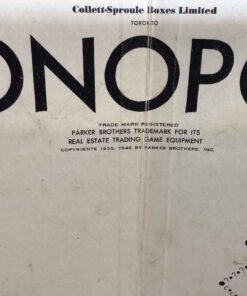 Collett-Sproule Boxes Limited
TORONTO
ONOPO
TRADE MARK REGISTERED
PARKER BROTHERS TRADEMARK FOR ITS
REAL ESTATE TRADING GAME EQUIPMENT
COPYRIGHTS 1935, 1946 BY PARKER BROTHERS, INC.